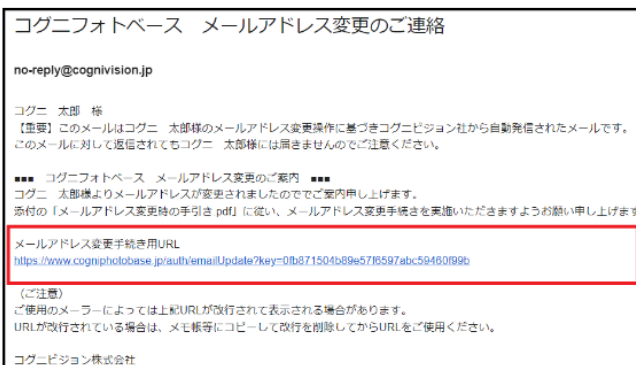 コグニフォトベース　メールアドレス変更のご連絡
no-reply@cognivision.jp
コグニ　太郎　様
【重要】このメールはコグニ　太郎様のメールアドレス変更操作に基づきコグニビジョン社から自動発信されたメールです。
このメールに対して返信されてもコグニ　太郎様には届きませんのでご注意ください。
■■■　コグニフォトベース　メールアドレス変更のご案内　■■■
コグニ　太郎様よりメールアドレスが変更されましたのででご案内申し上げます。
添付の「メールアドレス変更時の手引き pdf」に従い、メールアドレス変更手続きを実施いただきますようお願い申し上げます
メールアドレス変更手続き用URL
https://www.cogniphotobase.jp/auth/emailUpdate?key=0fb871504b89e57f6597abc59460f99b
（ご注意）
ご使用のメーラーによっては上記URLが改行されて表示される場合があります。
URLが改行されている場合は、メモ帳等にコピーして改行を削除してからURLをご使用ください。
コグニビジョン株式会社